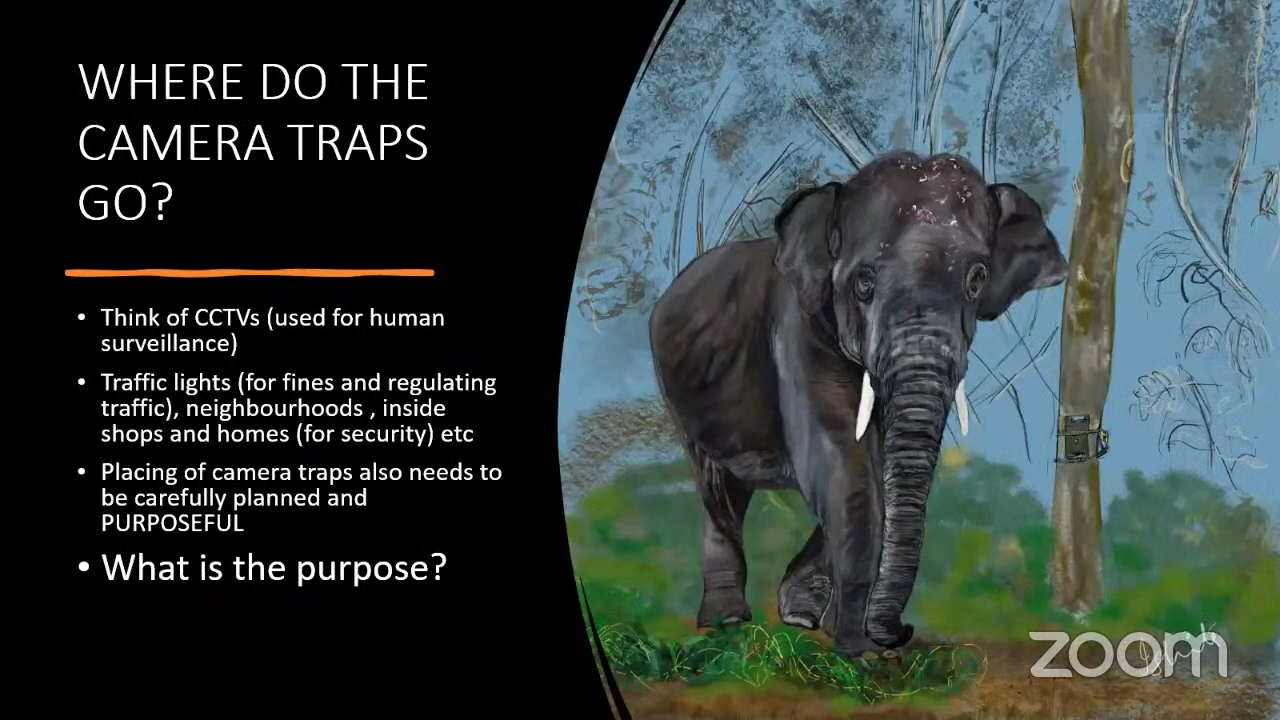 WHERE DO THE
CAMERA TRAPS
GO?
• Think of CCTVs (used for human
surveillance)
• Traffic lights (for fines and regulating
traffic), neighbourhoods , inside
shops and homes (for security) etc
• Placing of camera traps also needs to
be carefully planned and
PURPOSEFUL
• What is the purpose?
zoom